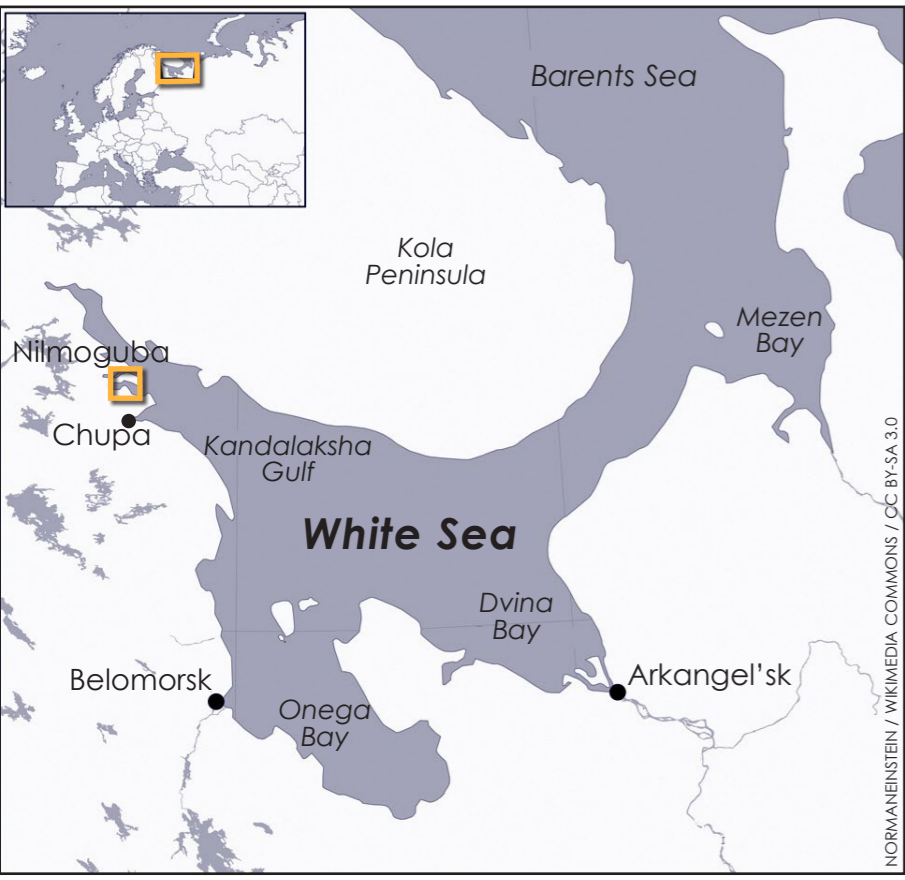 Barents Sea
Kola
Peninsula
Mezen
Bay
Nilmoguba
Chupa
Kandalaksha
Gulf
White Sea
Dvina
Bay
Belomorsk
Arkangel'sk
Onega
Bay
NORMANEINSTEIN / WIKIMEDIA COMMONS / CC BY-SA 3.0